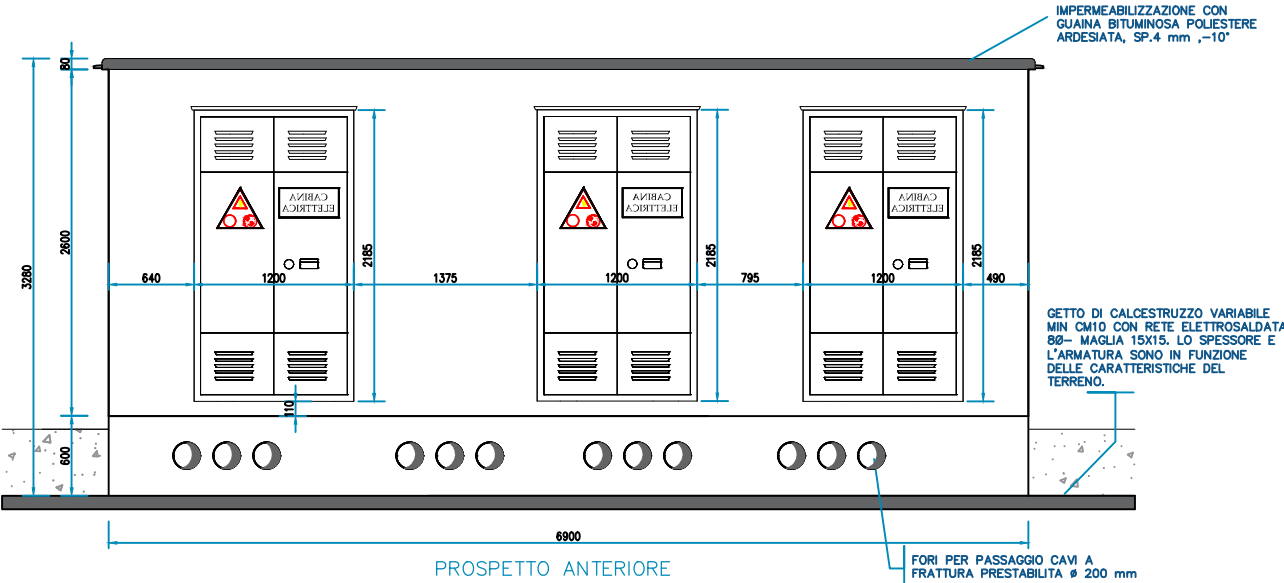 IMPERMEABILIZZAZIONE CON
GUAINA BITUMINOSA POLIESTERE
ARDESIATA, SP.4 mm ,-10°
80
2600
3280
600
CABINA
ELETTRICA
CABINA
ELETTRICA
CABINA
ELETTRICA
2185
2185
2185
640
1200
1375
1200
795
1200
490
110
GETTO DI CALCESTRUZZO VARIABILE
MIN CM10 CON RETE ELETTROSALDATA
8Ø- MAGLIA 15X15. LO SPESSORE E
L'ARMATURA SONO IN FUNZIONE
DELLE CARATTERISTICHE DEL
TERRENO.
6900
PROSPETTO ANTERIORE
FORI PER PASSAGGIO CAVI A
FRATTURA PRESTABILITA ø 200 mm